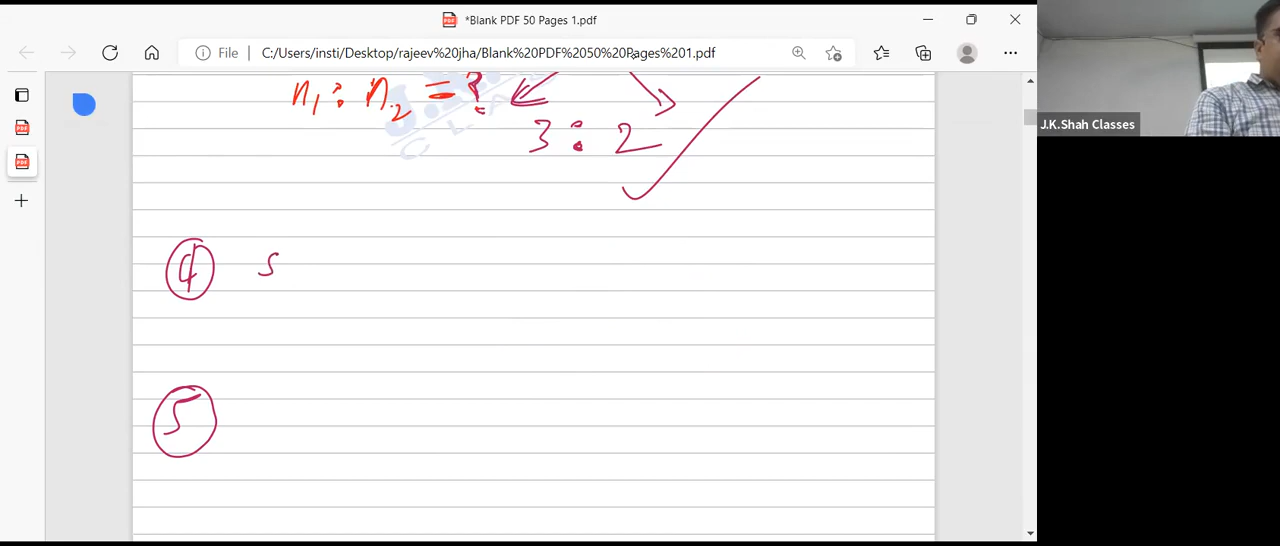 *Blank PDF 50 Pages 1.pdf
File C:/Users/insti/Desktop/rajeev%20jha/Blank%20PDF%2050%20Pages%201.pdf
J.K.Shah Classes
n1 : n2 = ?
3 : 2
4 S
5